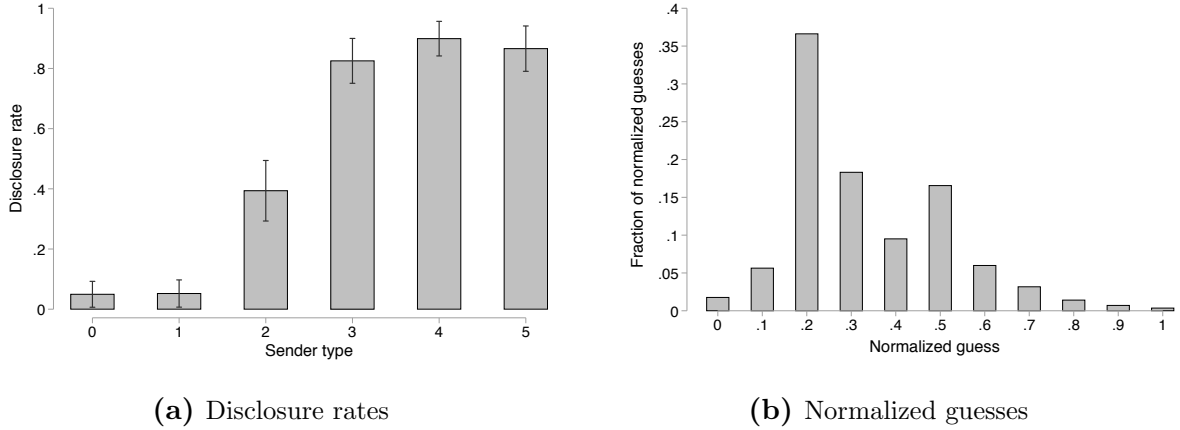 1
.8
.6
.4
.2
0
Disclosure rate
0 1 2 3 4 5
Sender type
(a) Disclosure rates
.4
.35
.3
.25
.2
.15
.1
.05
0
Fraction of normalized guesses
0 .1 .2 .3 .4 .5 .6 .7 .8 .9 1
Normalized guess
(b) Normalized guesses